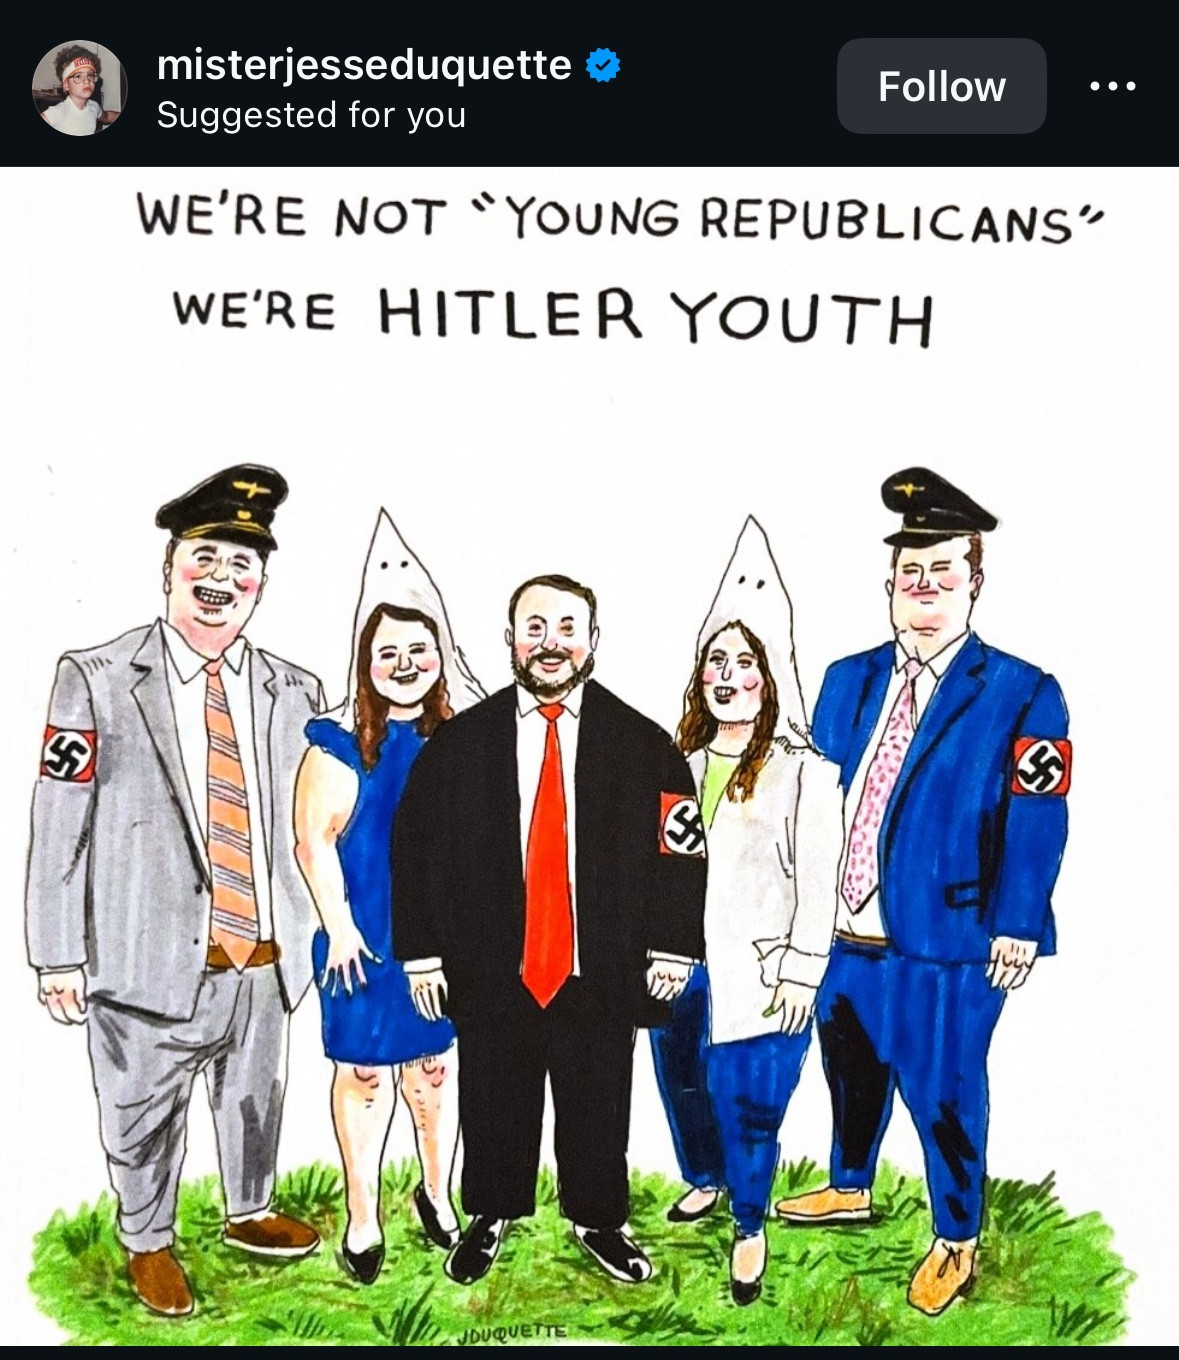 misterjesseduquette
Suggested for you
Follow
WE'RE NOT "YOUNG REPUBLICANS"
WE'RE HITLER YOUTH
JDUQUETTE